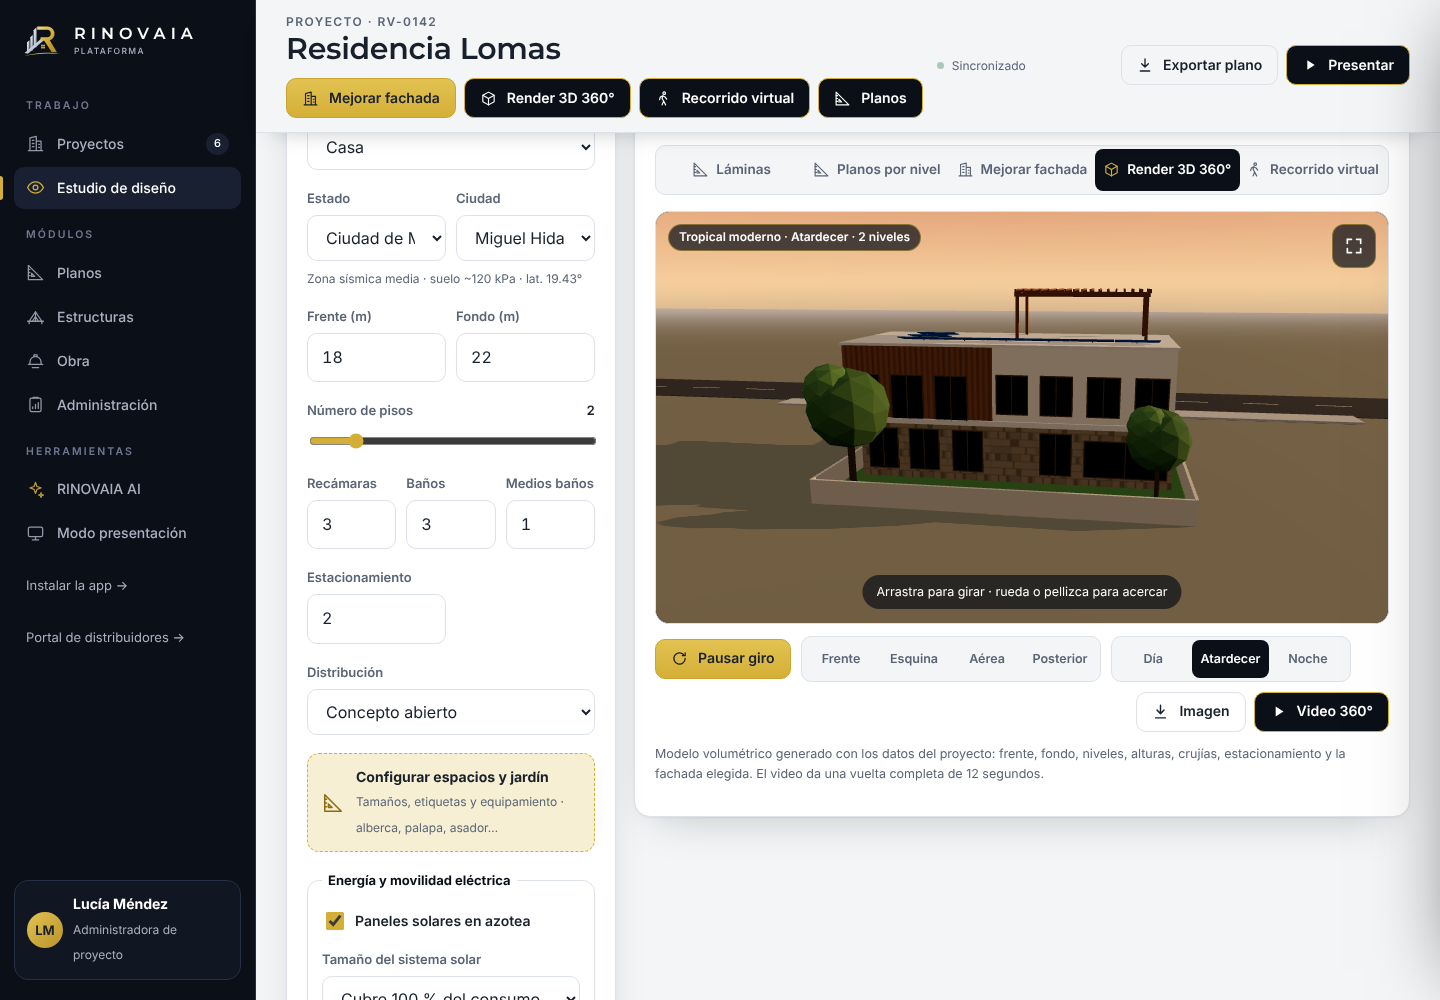 RINOVAIA
PLATAFORMA
TRABAJO
Proyectos
6
Estudio de diseño
MÓDULOS
Planos
Estructuras
Obra
Administración
HERRAMIENTAS
RINOVAIA AI
Modo presentación
Instalar la app →
Portal de distribuidores →
LM
Lucía Méndez
Administradora de
proyecto
PROYECTO · RV-0142
Residencia Lomas
Mejorar fachada
Render 3D 360°
Recorrido virtual
Planos
Sincronizado
Exportar plano
Presentar
Casa
Estado
Ciudad
Ciudad de M
Miguel Hida
Zona sísmica media · suelo ~120 kPa · lat. 19.43°
Frente (m)
Fondo (m)
18
22
Número de pisos
2
Recámaras
Baños
Medios baños
3
3
1
Estacionamiento
2
Distribución
Concepto abierto
Configurar espacios y jardín
Tamaños, etiquetas y equipamiento ·
alberca, palapa, asador...
Energía y movilidad eléctrica
Paneles solares en azotea
Tamaño del sistema solar
Cubre 100 % del consumo
Láminas
Planos por nivel
Mejorar fachada
Render 3D 360°
Recorrido virtual
Tropical moderno · Atardecer · 2 niveles
Arrastra para girar · rueda o pellizca para acercar
Pausar giro
Frente
Esquina
Aérea
Posterior
Día
Atardecer
Noche
Imagen
Video 360°
Modelo volumétrico generado con los datos del proyecto: frente, fondo, niveles, alturas, crujías, estacionamiento y la
fachada elegida. El video da una vuelta completa de 12 segundos.